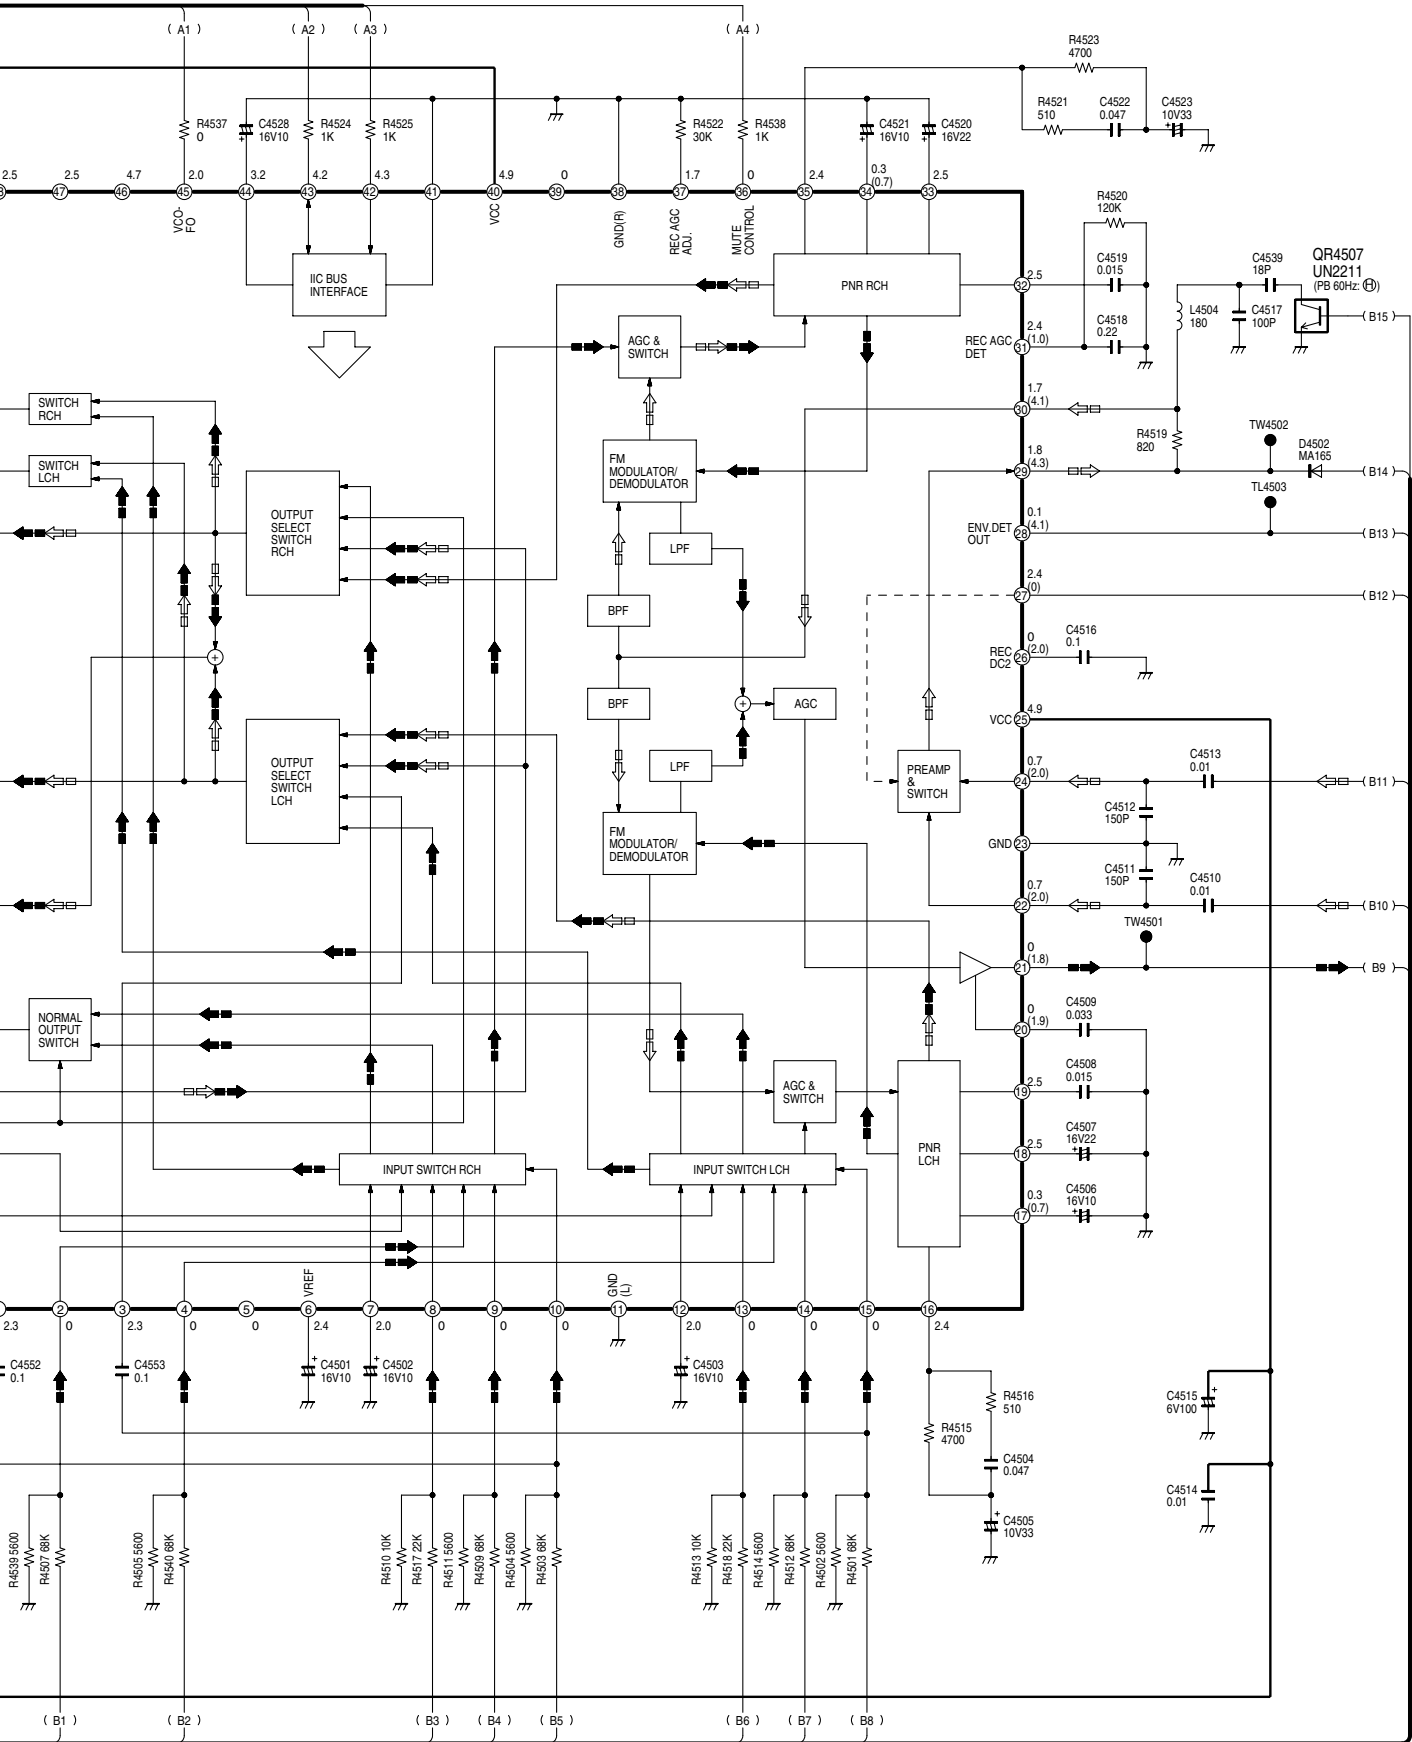 ( A1 )
( A2 )
( A3 )
( A4 )
R4523
4700
R4537
0
C4528
16V10
+
R4524
1K
R4525
1K
R4522
30K
R4538
1K
C4521
16V10
+
C4520
16V22
+
R4521
510
C4522
0.047
C4523
10V33
+
2.5
2.5
4.7
2.0
3.2
4.2
4.3
4.9
0
1.7
0
2.4
0.3
(0.7)
2.5
47
46
45
44
43
42
41
40
39
38
37
36
35
34
33
VCO-
FO
VCC
GND(R)
REC AGC
ADJ.
MUTE
CONTROL
R4520
120K
IIC BUS
INTERFACE
PNR RCH
32
2.5
C4519
0.015
C4539
18P
QR4507
UN2211
(PB 60Hz: H)
AGC &
SWITCH
REC AGC
DET
31
2.4
(1.0)
C4518
0.22
L4504
180
C4517
100P
( B15 )
SWITCH
RCH
30
1.7
(4.1)
SWITCH
LCH
FM
MODULATOR/
DEMODULATOR
29
1.8
(4.3)
R4519
820
TW4502
D4502
MA165
( B14 )
OUTPUT
SELECT
SWITCH
RCH
LPF
ENV.DET
OUT
28
0.1
(4.1)
TL4503
( B13 )
BPF
27
2.4
(0)
( B12 )
+
REC
DC2
26
0
(2.0)
C4516
0.1
BPF
+
AGC
VCC
25
4.9
OUTPUT
SELECT
SWITCH
LCH
LPF
PREAMP
&
SWITCH
24
0.7
(2.0)
C4513
0.01
( B11 )
C4512
150P
FM
MODULATOR/
DEMODULATOR
GND
23
C4511
150P
C4510
0.01
22
0.7
(2.0)
( B10 )
TW4501
21
0
(1.8)
( B9 )
NORMAL
OUTPUT
SWITCH
20
0
(1.9)
C4509
0.033
AGC &
SWITCH
19
2.5
C4508
0.015
PNR
LCH
18
2.5
C4507
16V22
+
INPUT SWITCH RCH
INPUT SWITCH LCH
17
0.3
(0.7)
C4506
16V10
+
VREF
GND
(L)
2
3
4
5
6
7
8
9
10
11
12
13
14
15
16
2.3
0
2.3
0
0
2.4
2.0
0
0
0
2.0
0
0
0
2.4
C4552
0.1
C4553
0.1
C4501
16V10
+
C4502
16V10
+
C4503
16V10
+
R4516
510
R4515
4700
C4504
0.047
C4505
10V33
+
C4515
6V100
+
C4514
0.01
R4539 5600
R4507 68K
R4505 5600
R4540 68K
R4510 10K
R4517 22K
R4511 5600
R4509 68K
R4504 5600
R4503 68K
R4513 10K
R4518 22K
R4514 5600
R4512 68K
R4502 5600
R4501 68K
( B1 )
( B2 )
( B3 )
( B4 )
( B5 )
( B6 )
( B7 )
( B8 )